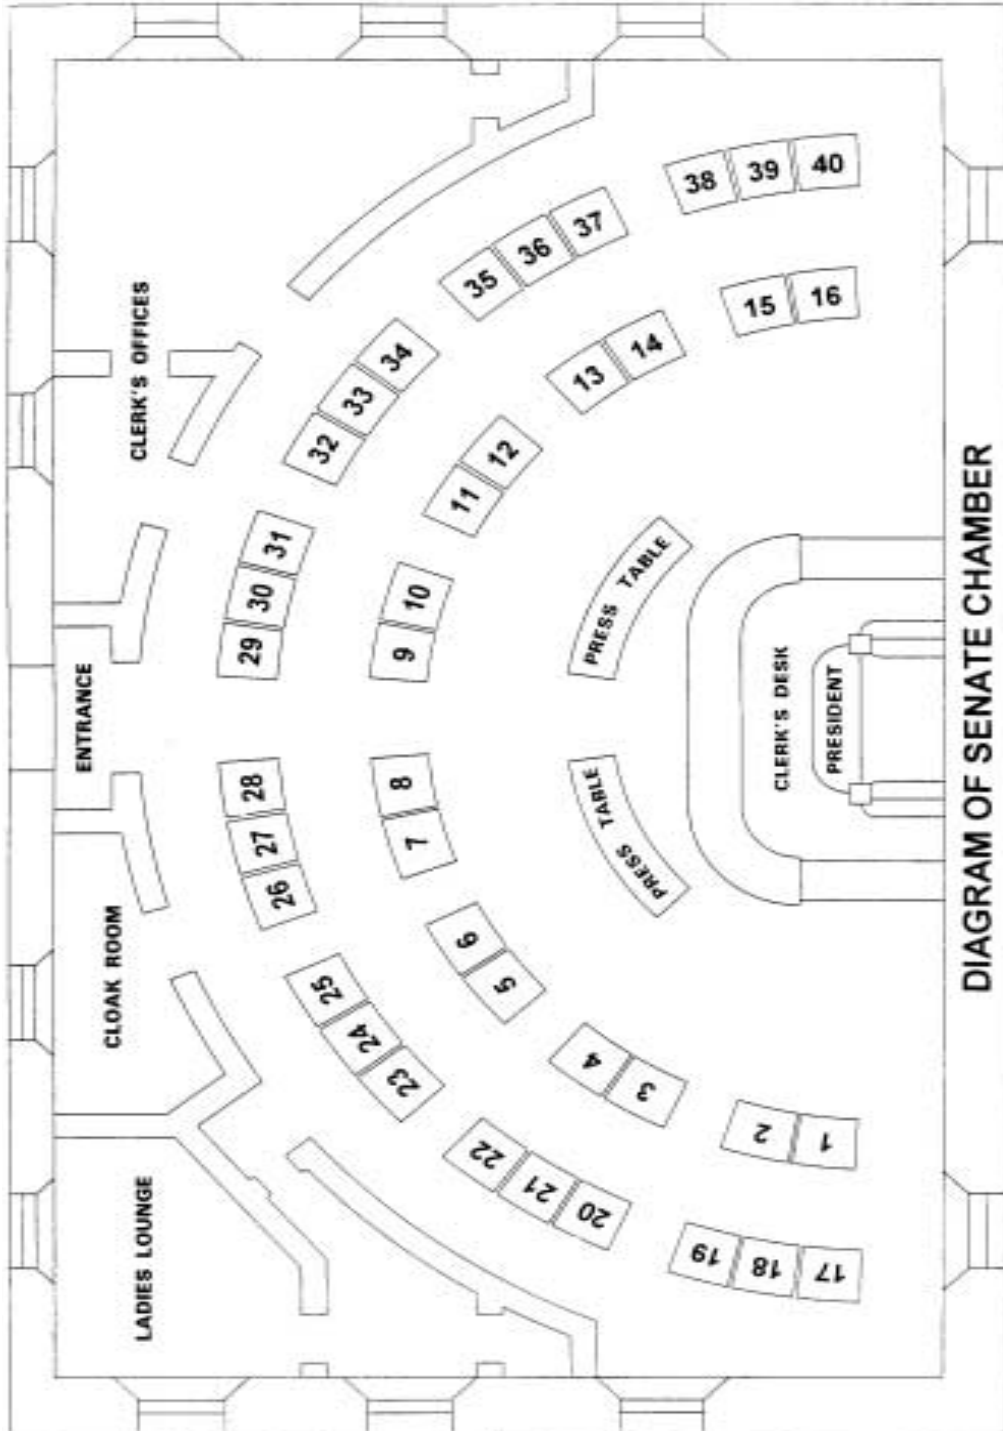 LADIES LOUNGE
CLOAK ROOM
ENTRANCE
CLERK'S OFFICES
26 27 28
29 30 31
23 24 25
32 33 34
20 21 22
35 36 37
17 18 19
38 39 40
7 8
9 10
5 6
11 12
3 4
13 14
1 2
15 16
PRESS TABLE
PRESS TABLE
CLERK'S DESK
PRESIDENT
DIAGRAM OF SENATE CHAMBER